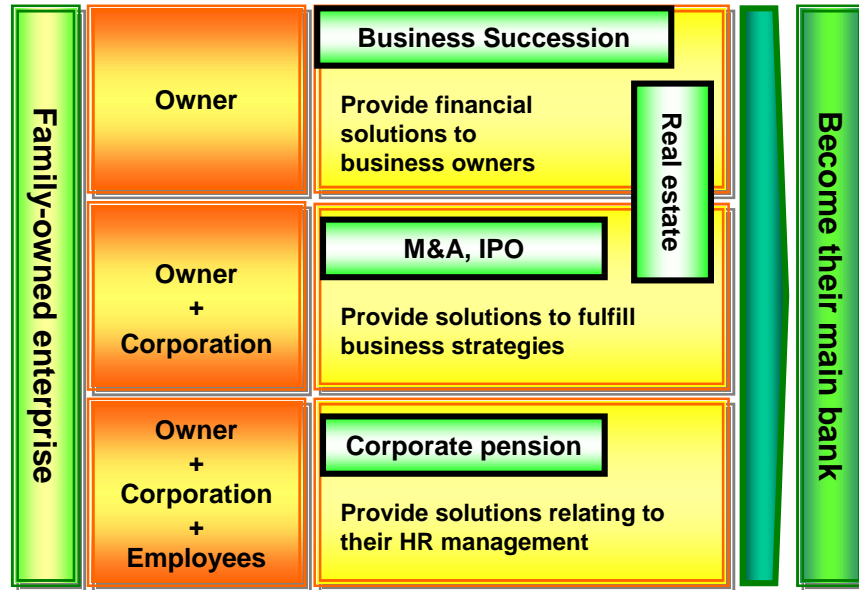 Family-owned enterprise
Owner
Business Succession
Provide financial
solutions to
business owners
Real estate
Owner
+
Corporation
M&A, IPO
Provide solutions to fulfill
business strategies
Owner
+
Corporation
+
Employees
Corporate pension
Provide solutions relating to
their HR management
Become their main bank